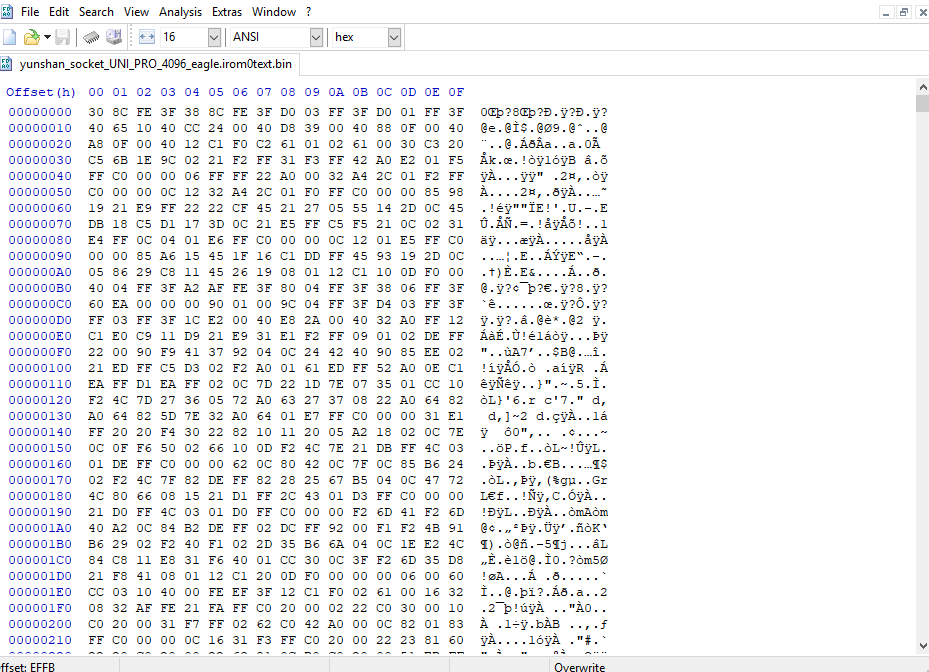 File Edit Search View Analysis Extras Window ?
16 ANSI hex
yunshan_socket_UNI_PRO_4096_eagle.irom0text.bin
Offset(h) 00 01 02 03 04 05 06 07 08 09 0A 0B 0C 0D 0E 0F
00000000 30 8C FE 3F 38 8C FE 3F D0 03 FF 3F D0 01 FF 3F 0Œþ?8Œþ?Ð.ÿ?Ð.ÿ?
00000010 40 65 10 40 CC 24 00 40 D8 39 00 40 88 0F 00 40 @e.@Ì$.@Ø9.@ˆ..@
00000020 A8 0F 00 40 12 C1 F0 C2 61 01 02 61 00 30 C3 20 ¨..@.ÁðÂa..a.0Ã
00000030 C5 6B 1E 9C 02 21 F2 FF 31 F3 FF 42 A0 E2 01 F5 Åk.œ.!òÿ1óÿB â.õ
00000040 FF C0 00 00 06 FF FF 22 A0 00 32 A4 2C 01 F2 FF ÿÀ...ÿÿ" .2¤,.òÿ
00000050 C0 00 00 0C 12 32 A4 2C 01 F0 FF C0 00 00 85 98 À....2¤,.ðÿÀ..…˜
00000060 19 21 E9 FF 22 22 CF 45 21 27 05 55 14 2D 0C 45 .!éÿ""ÏE!'.U.-.E
00000070 DB 18 C5 D1 17 3D 0C 21 E5 FF C5 F5 21 0C 02 31 Û.ÅÑ.=.!åÿÅõ!..1
00000080 E4 FF 0C 04 01 E6 FF C0 00 00 0C 12 01 E5 FF C0 äÿ...æÿÀ.....åÿÀ
00000090 00 00 85 A6 15 45 1F 16 C1 DD FF 45 93 19 2D 0C ..…¦.E..ÁÝÿE“.-.
000000A0 05 86 29 C8 11 45 26 19 08 01 12 C1 10 0D F0 00 .†)È.E&....Á..ð.
000000B0 40 04 FF 3F A2 AF FE 3F 80 04 FF 3F 38 06 FF 3F @.ÿ?¢¯þ?€.ÿ?8.ÿ?
000000C0 60 EA 00 00 00 90 01 00 9C 04 FF 3F D4 03 FF 3F `ê......œ.ÿ?Ô.ÿ?
000000D0 FF 03 FF 3F 1C E2 00 40 E8 2A 00 40 32 A0 FF 12 ÿ.ÿ?.â.@è*.@2 ÿ.
000000E0 C1 E0 C9 11 D9 21 E9 31 E1 F2 FF 09 01 02 DE FF ÁàÉ.Ù!é1áòÿ...Þÿ
000000F0 22 00 90 F9 41 37 92 04 0C 24 42 40 90 85 EE 02 "..ùA7’..$B@.…î.
00000100 21 ED FF C5 D3 02 F2 A0 01 61 ED FF 52 A0 0E C1 !íÿÅÓ.ò .aíÿR .Á
00000110 EA FF D1 EA FF 02 0C 7D 22 1D 7E 07 35 01 CC 10 êÿÑêÿ..}".~.5.Ì.
00000120 F2 4C 7D 27 36 05 72 A0 63 27 37 08 22 A0 64 82 òL}'6.r c'7." d‚
00000130 A0 64 82 5D 7E 32 A0 64 01 E7 FF C0 00 00 31 E1  d‚]~2 d.çÿÀ..1á
00000140 FF 20 20 F4 30 22 82 10 11 20 05 A2 18 02 0C 7E ÿ  ô0"‚.. .¢...~
00000150 0C 0F F6 50 02 66 10 0D F2 4C 7E 21 DB FF 4C 03 ..öP.f..òL~!ÛÿL.
00000160 01 DE FF C0 00 00 62 0C 80 42 0C 7F 0C 85 B6 24 .ÞÿÀ..b.€B...…¶$
00000170 02 F2 4C 7F 82 DE FF 82 28 25 67 B5 04 0C 47 72 .òL.‚Þÿ‚(%gµ..Gr
00000180 4C 80 66 08 15 21 D1 FF 2C 43 01 D3 FF C0 00 00 L€f..!Ñÿ,C.ÓÿÀ..
00000190 21 D0 FF 4C 03 01 D0 FF C0 00 00 F2 6D 41 F2 6D !ÐÿL..ÐÿÀ..òmAòm
000001A0 40 A2 0C 84 B2 DE FF 02 DC FF 92 00 F1 F2 4B 91 @¢.„²Þÿ.Üÿ’.ñòK‘
000001B0 B6 29 02 F2 40 F1 02 2D 35 B6 6A 04 0C 1E E2 4C ¶).ò@ñ.-5¶j...âL
000001C0 84 C8 11 E8 31 F6 40 01 CC 30 0C 3F F2 6D 35 D8 „È.è1ö@.Ì0.?òm5Ø
000001D0 21 F8 41 08 01 12 C1 20 0D F0 00 00 00 06 00 60 !øA...Á .ð.....`
000001E0 CC 03 10 40 00 FE EF 3F 12 C1 F0 02 61 00 16 32 Ì..@.þï?.Áð.a..2
000001F0 08 32 AF FE 21 FA FF C0 20 00 02 22 C0 30 00 10 .2¯þ!úÿÀ .."À0..
00000200 C0 20 00 31 F7 FF 02 62 C0 42 A0 00 0C 82 01 83 À .1÷ÿ.bÀB ..‚.ƒ
00000210 FF C0 00 00 0C 16 31 F3 FF C0 20 00 22 23 81 60 ÿÀ....1óÿÀ ."#.`
ffset: EFFB Overwrite